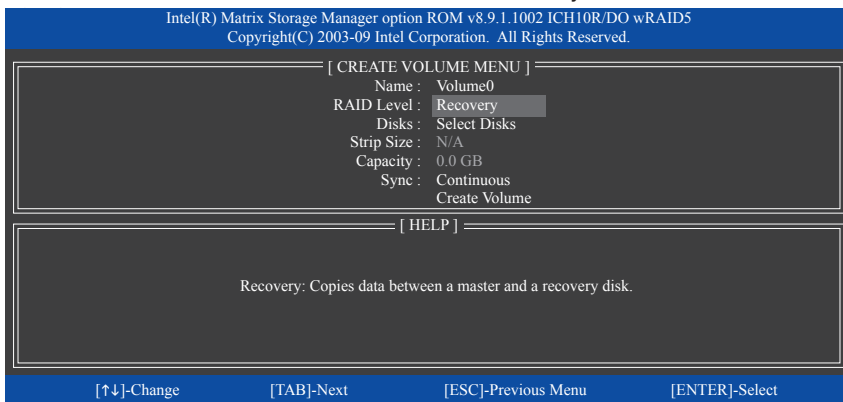 Intel(R) Matrix Storage Manager option ROM v8.9.1.1002 ICH10R/DO wRAID5
Copyright(C) 2003-09 Intel Corporation. All Rights Reserved.
[ CREATE VOLUME MENU ]
Name : Volume0
RAID Level : Recovery
Disks : Select Disks
Strip Size : N/A
Capacity : 0.0 GB
Sync : Continuous
Create Volume
[ HELP ]
Recovery: Copies data between a master and a recovery disk.
[↑↓]-Change [TAB]-Next [ESC]-Previous Menu [ENTER]-Select